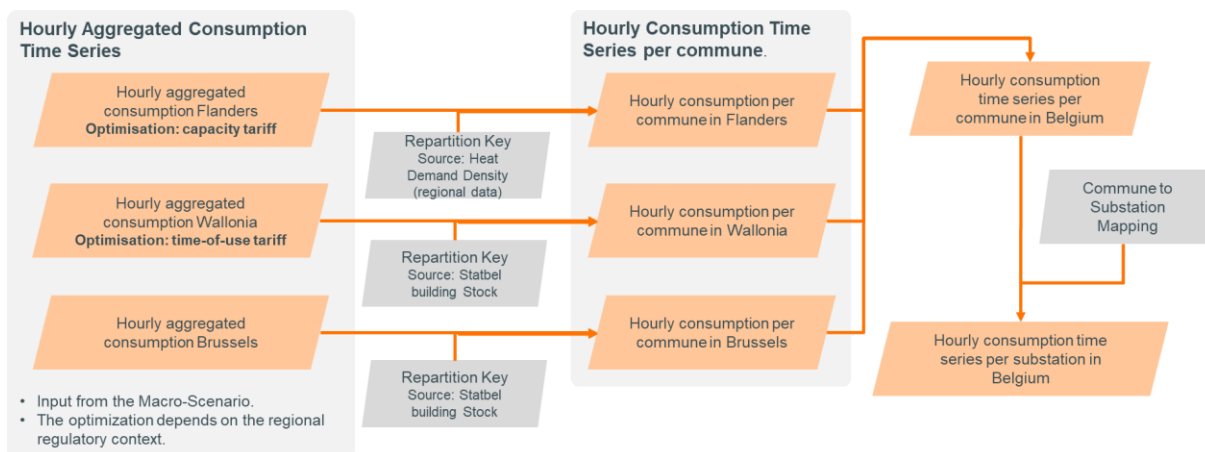 Hourly Aggregated Consumption
Time Series
Hourly aggregated
consumption Flanders
Optimisation: capacity tariff
Hourly aggregated
consumption Wallonia
Optimisation: time-of-use tariff
Hourly aggregated
consumption Brussels
• Input from the Macro-Scenario.
• The optimization depends on the regional
regulatory context.
Repartition Key
Source: Heat
Demand Density
(regional data)
Repartition Key
Source: Statbel
building Stock
Repartition Key
Source: Statbel
building Stock
Hourly Consumption Time
Series per commune.
Hourly consumption per
commune in Flanders
Hourly consumption per
commune in Wallonia
Hourly consumption per
commune in Brussels
Hourly consumption
time series per
commune in Belgium
Commune to
Substation
Mapping
Hourly consumption time
series per substation in
Belgium